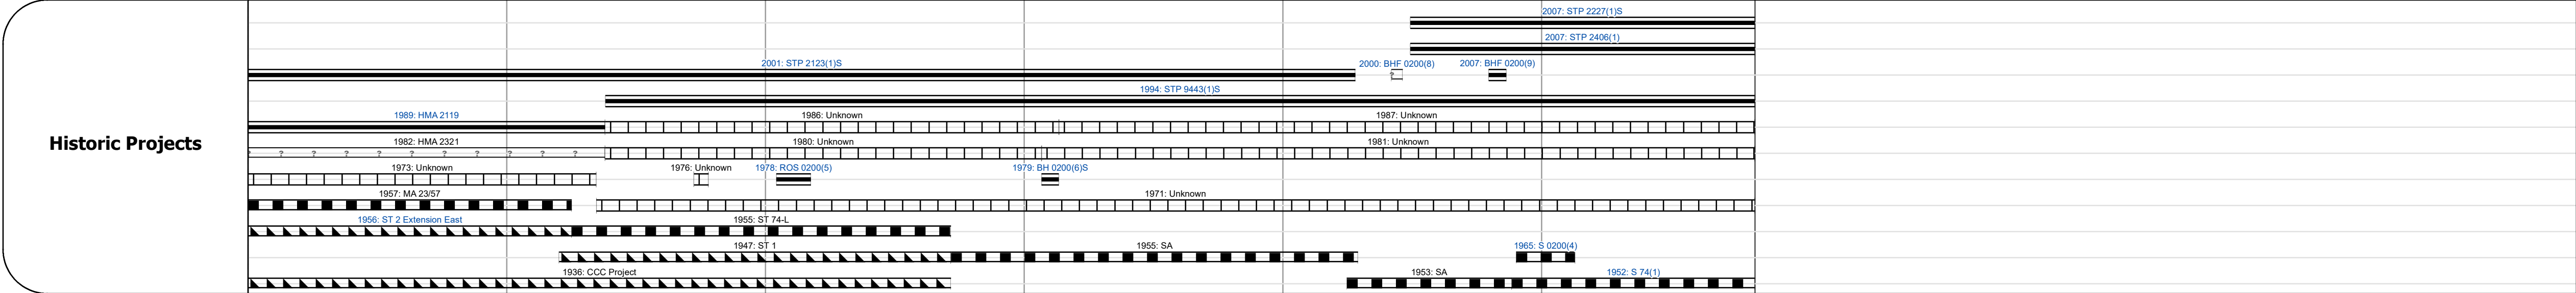 2007: STP 2227(1)S
2007: STP 2406(1)
2001: STP 2123(1)S
2000: BHF 0200(8)
2007: BHF 0200(9)
?
1994: STP 9443(1)S
1989: HMA 2119
1986: Unknown
1987: Unknown
Historic Projects
1982: HMA 2321
1980: Unknown
1981: Unknown
? ? ? ? ? ? ? ? ? ?
1973: Unknown
1976: Unknown
1978: ROS 0200(5)
1979: BH 0200(6)S
1957: MA 23/57
1971: Unknown
1956: ST 2 Extension East
1955: ST 74-L
1947: ST 1
1955: SA
1965: S 0200(4)
1936: CCC Project
1953: SA
1952: S 74(1)